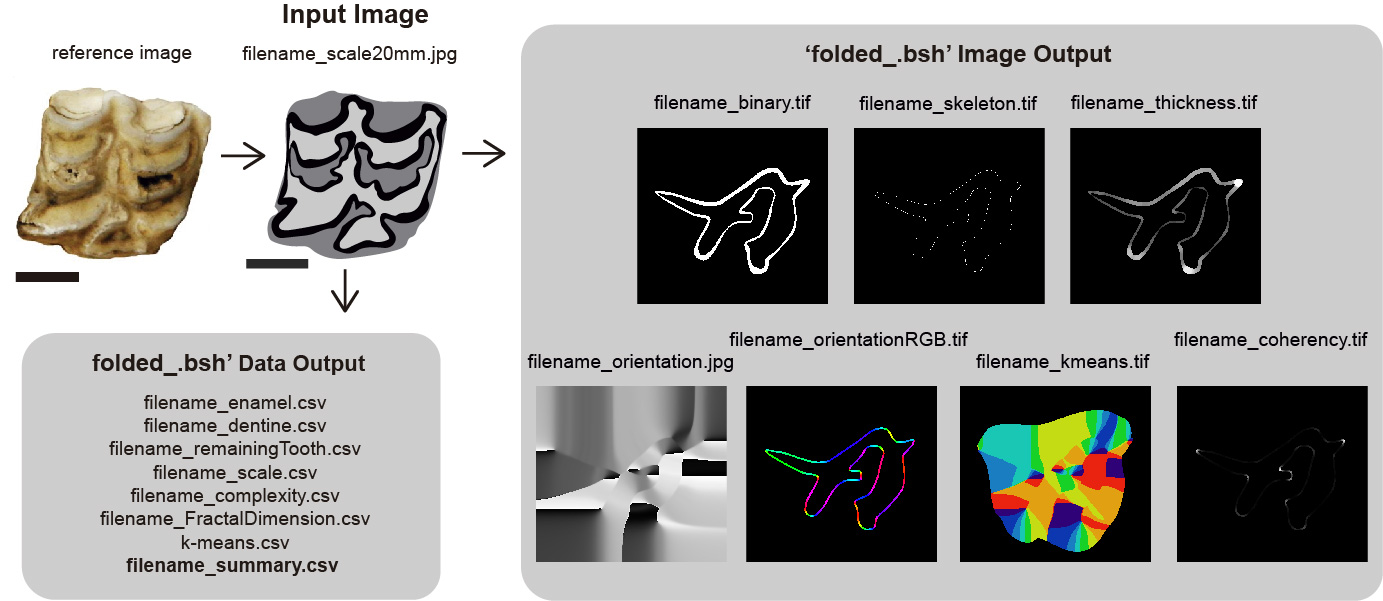 Input Image
reference image
filename_scale20mm.jpg
folded_.bsh’ Data Output
filename_enamel.csv
filename_dentine.csv
filename_remainingTooth.csv
filename_scale.csv
filename_complexity.csv
filename_FractalDimension.csv
k-means.csv
filename_summary.csv
‘folded_.bsh’ Image Output
filename_binary.tif
filename_skeleton.tif
filename_thickness.tif
filename_orientation.jpg
filename_orientationRGB.tif
filename_kmeans.tif
filename_coherency.tif